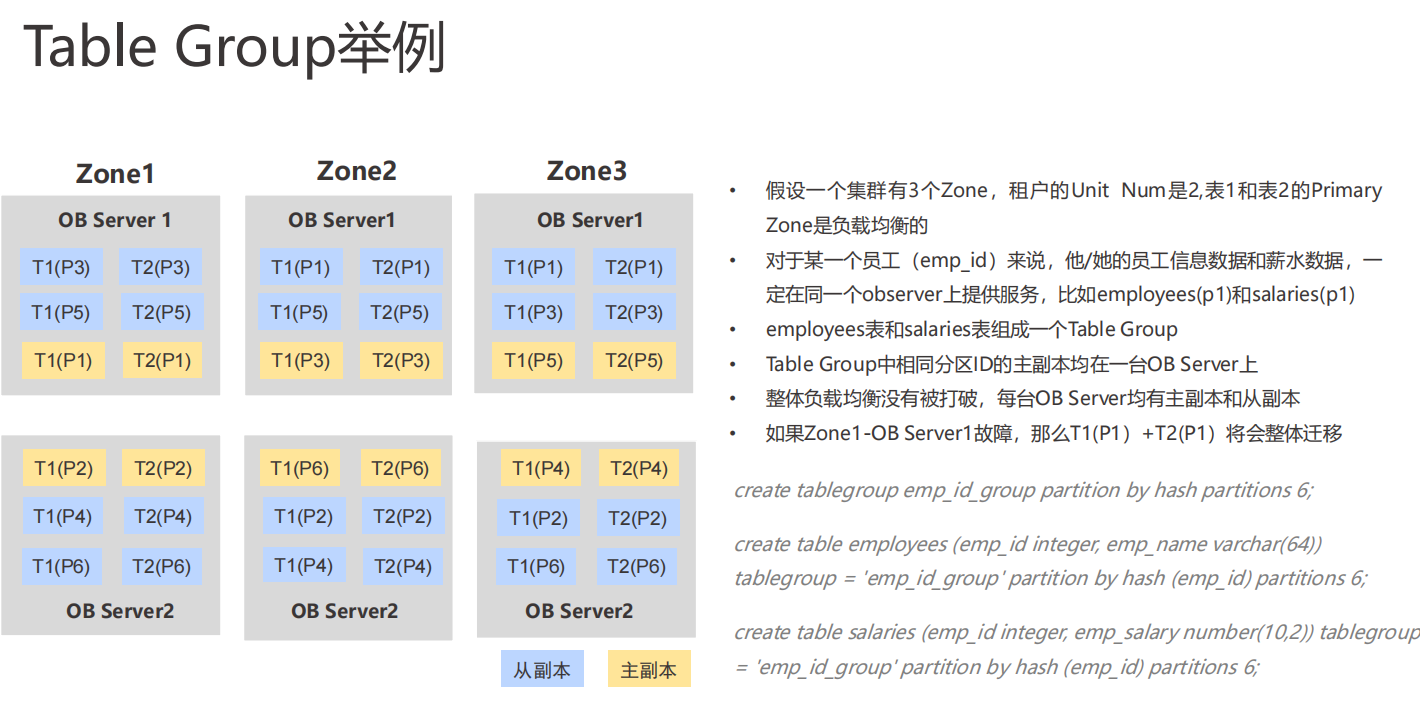 Table Group举例
Zone1
Zone2
Zone3
OB Server 1
T1(P3) T2(P3)
T1(P5) T2(P5)
T1(P1) T2(P1)
OB Server1
T1(P1) T2(P1)
T1(P5) T2(P5)
T1(P3) T2(P3)
OB Server1
T1(P1) T2(P1)
T1(P3) T2(P3)
T1(P5) T2(P5)
T1(P2) T2(P2)
T1(P4) T2(P4)
T1(P6) T2(P6)
OB Server2
T1(P6) T2(P6)
T1(P2) T2(P2)
T1(P4) T2(P4)
OB Server2
T1(P4) T2(P4)
T1(P2) T2(P2)
T1(P6) T2(P6)
OB Server2
从副本
主副本
• 假设一个集群有3个Zone，租户的Unit Num是2,表1和表2的Primary
Zone是负载均衡的
• 对于某一个员工（emp_id）来说，他/她的员工信息数据和薪水数据，一
定在同一个observer上提供服务，比如employees(p1)和salaries(p1)
• employees表和salaries表组成一个Table Group
• Table Group中相同分区ID的主副本均在一台OB Server上
• 整体负载均衡没有被打破，每台OB Server均有主副本和从副本
• 如果Zone1-OB Server1故障，那么T1(P1）+T2(P1）将会整体迁移
create tablegroup emp_id_group partition by hash partitions 6;
create table employees (emp_id integer, emp_name varchar(64))
tablegroup = 'emp_id_group' partition by hash (emp_id) partitions 6;
create table salaries (emp_id integer, emp_salary number(10,2)) tablegroup
= 'emp_id_group' partition by hash (emp_id) partitions 6;